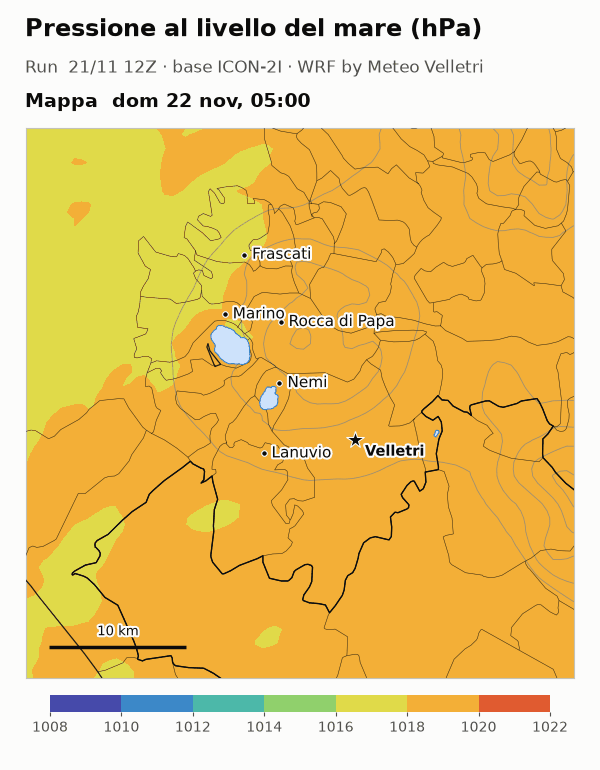 Pressione al livello del mare (hPa)
Run  21/11 12Z · base ICON-2I · WRF by Meteo Velletri
Mappa  dom 22 nov, 05:00
Frascati
Marino
Rocca di Papa
Nemi
Velletri
Lanuvio
10 km
1008 1010 1012 1014 1016 1018 1020 1022